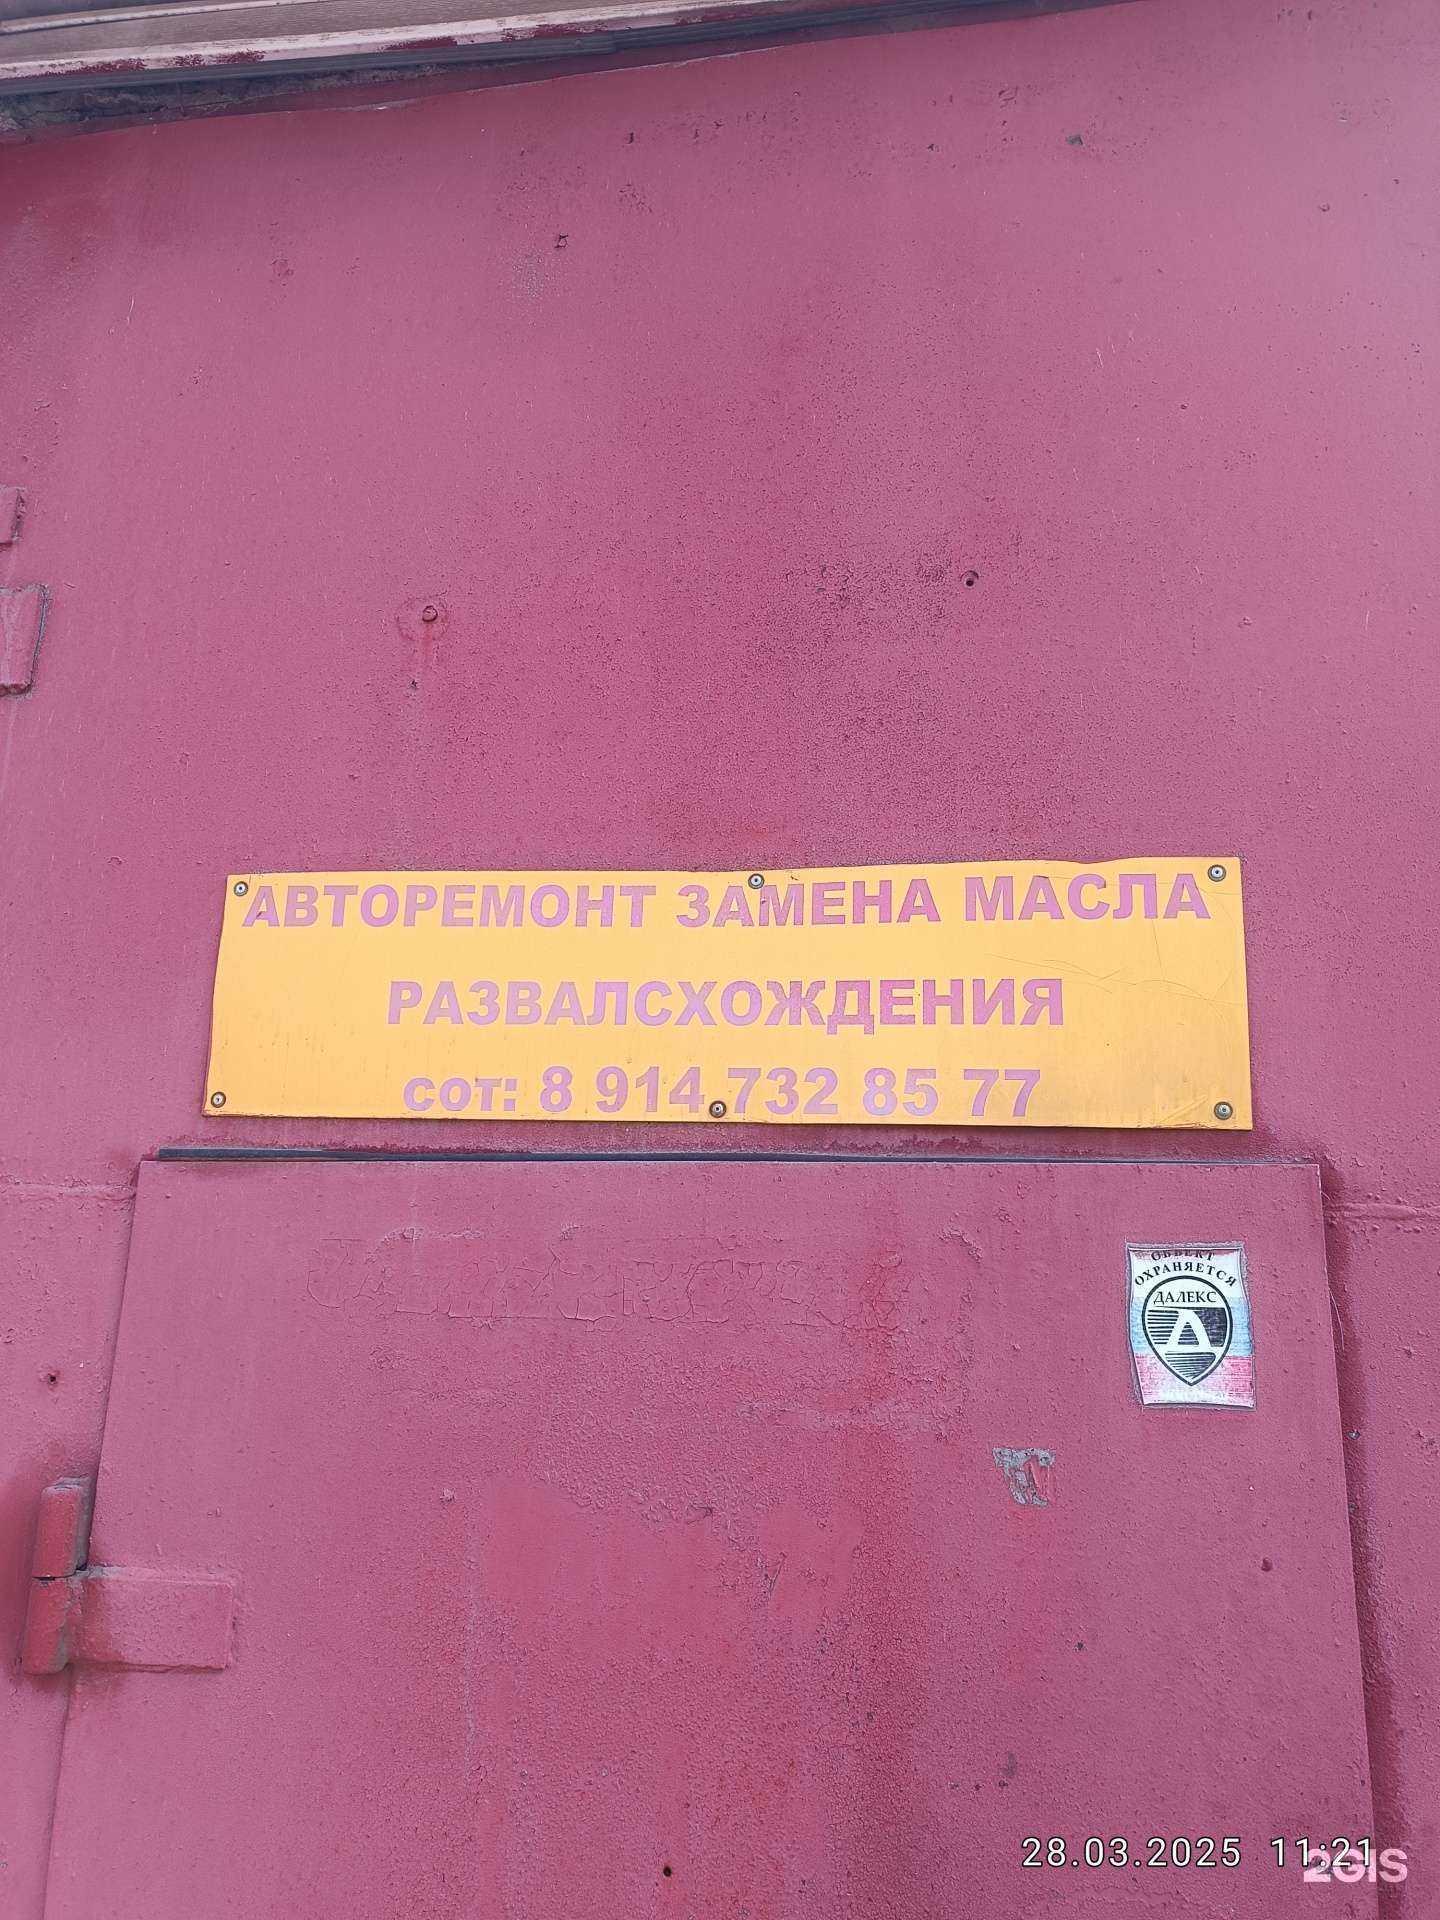 АВТОРЕМОНТ ЗАМЕНА МАСЛА
РАЗВАЛСХОЖДЕНИЯ
сот: 8 914 732 85 77
ОБЪЕКТ
ОХРАНЯЕТСЯ
ДАЛЕКС
Д
28.03.2025 11:21
2GIS